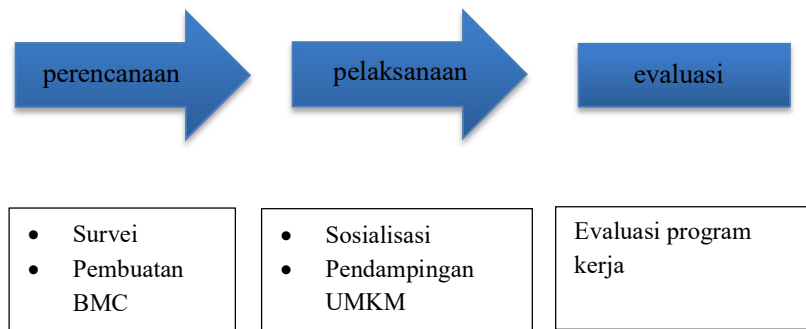 perencanaan
pelaksanaan
evaluasi
• Survei
• Pembuatan
BMC
• Sosialisasi
• Pendampingan
UMKM
Evaluasi program
kerja